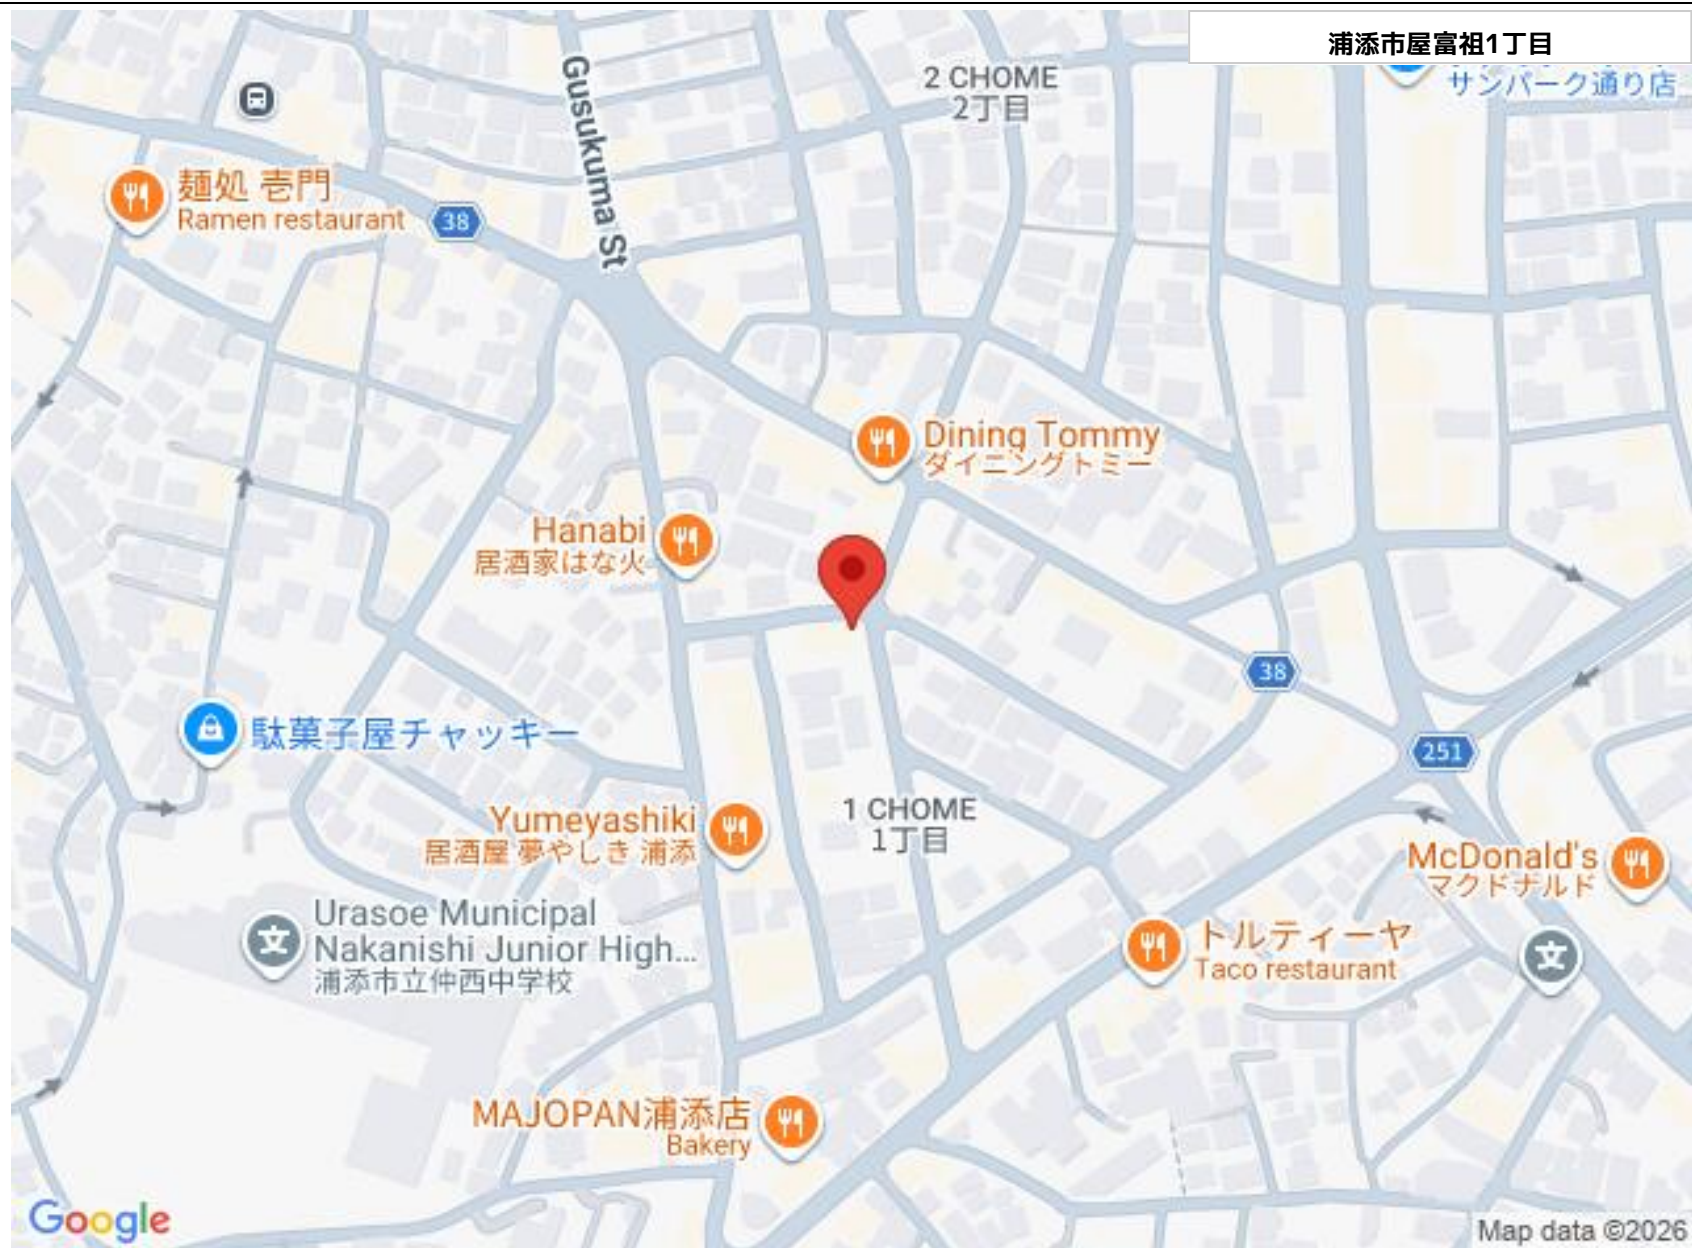 浦添市屋富祖1丁目
2 CHOME
2丁目
サンパーク通り店
Gusukuma St
麺処 壱門
Ramen restaurant
38
Dining Tommy
ダイニングトミー
Hanabi
居酒家はな火
38
駄菓子屋チャッキー
251
1 CHOME
1丁目
Yumeyashiki
居酒屋 夢やしき 浦添
McDonald's
マクドナルド
Urasoe Municipal
Nakanishi Junior High...
浦添市立仲西中学校
文
トルティーヤ
Taco restaurant
文
MAJOPAN浦添店
Bakery
Google
Map data ©2026